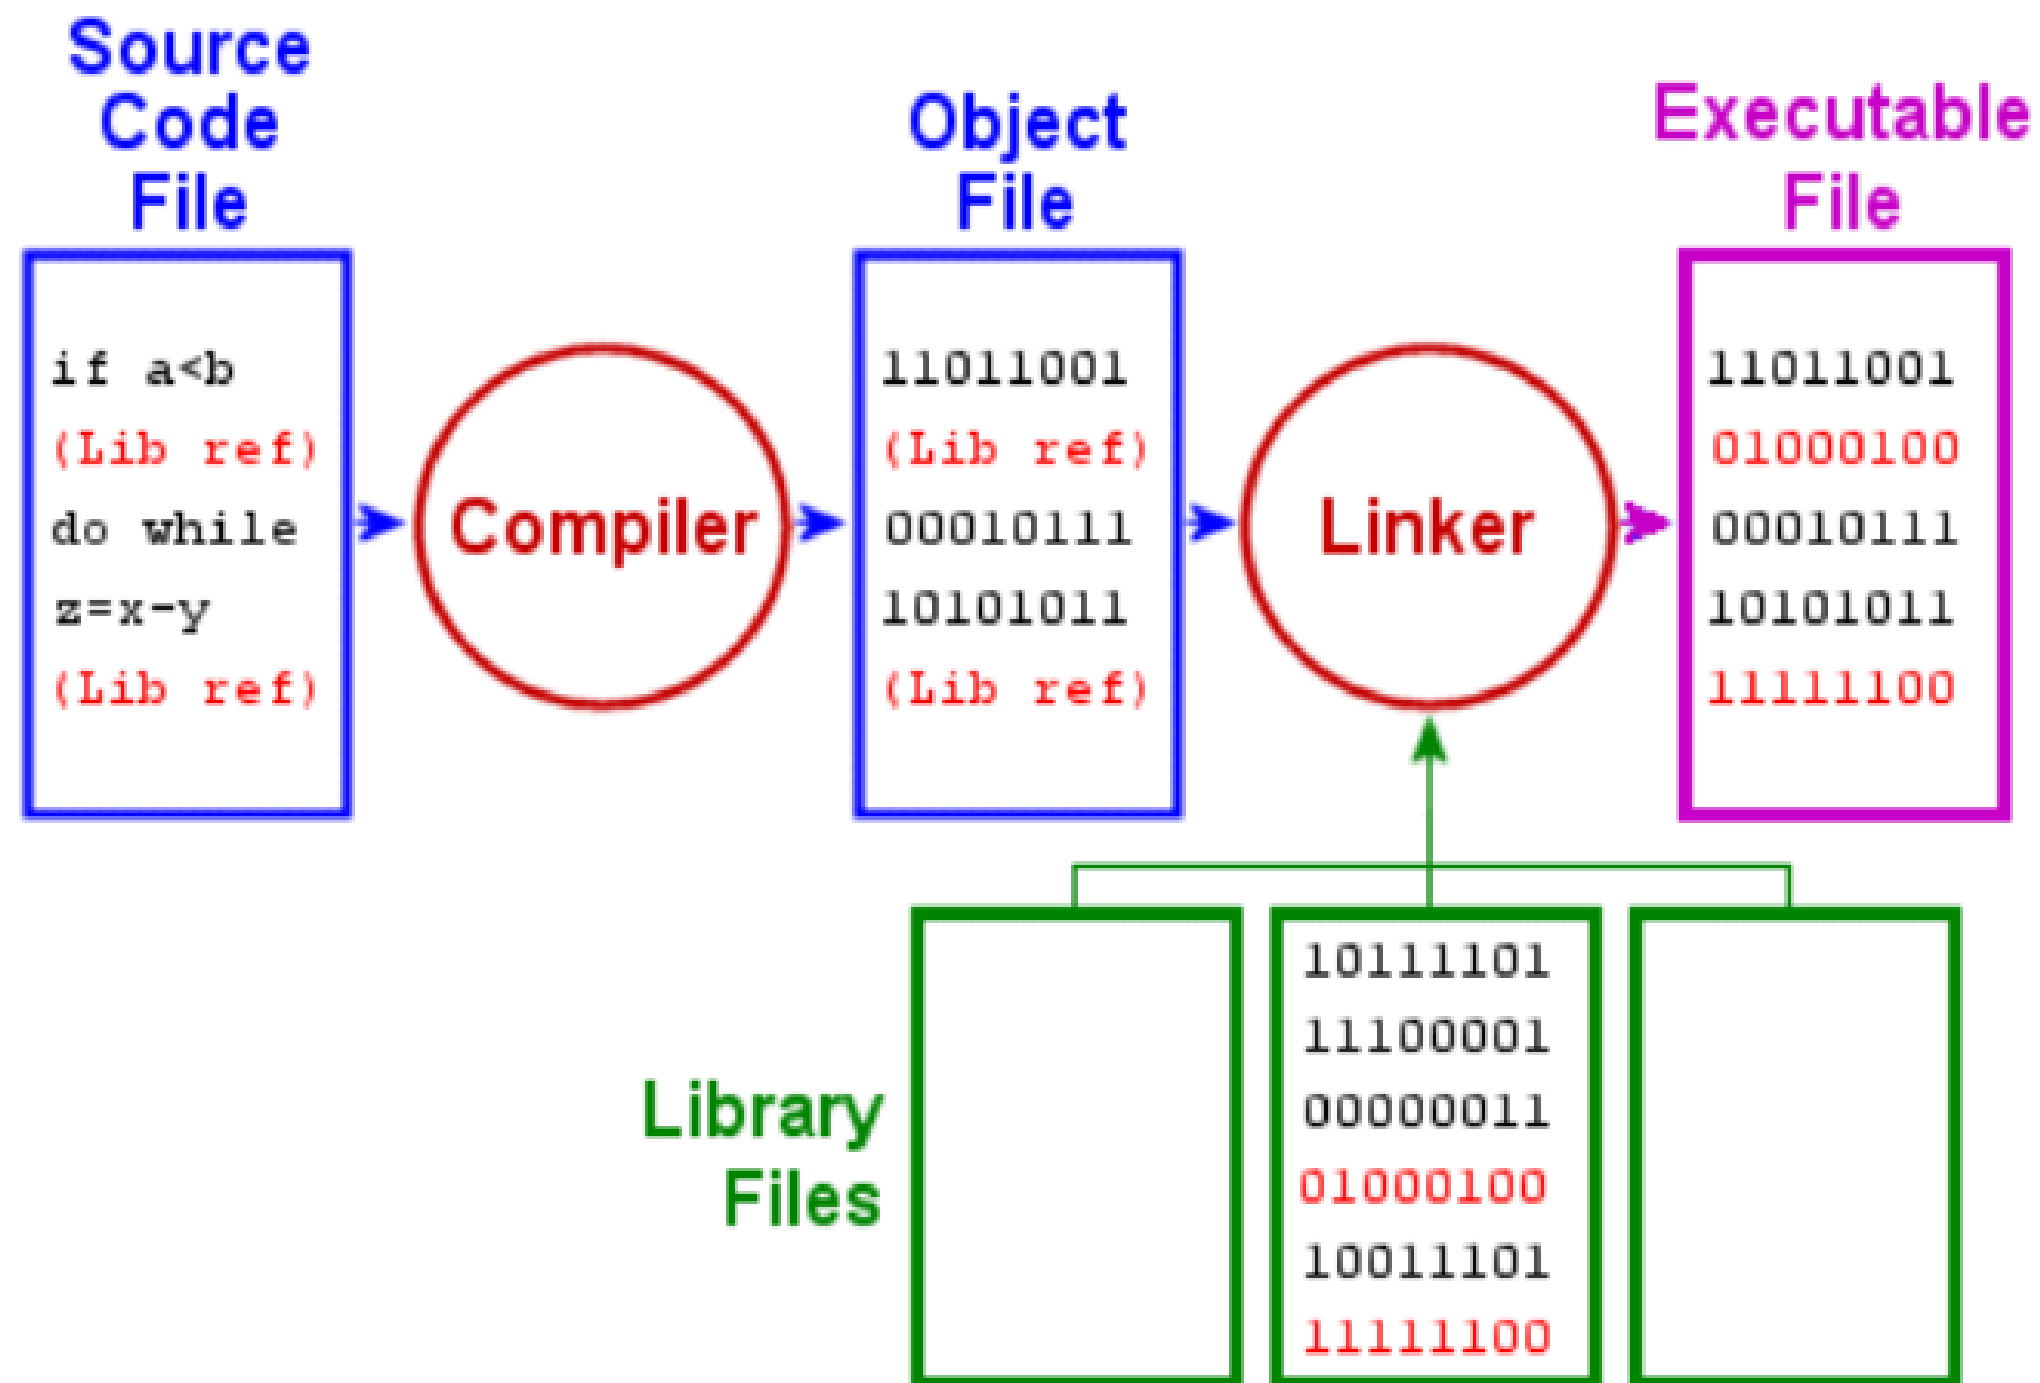 Source
Code
File
if a<b
(Lib ref)
do while
z=x-y
(Lib ref)
Compiler
Object
File
11011001
(Lib ref)
00010111
10101011
(Lib ref)
Linker
Executable
File
11011001
01000100
00010111
10101011
11111100
Library
Files
10111101
11100001
00000011
01000100
10011101
11111100